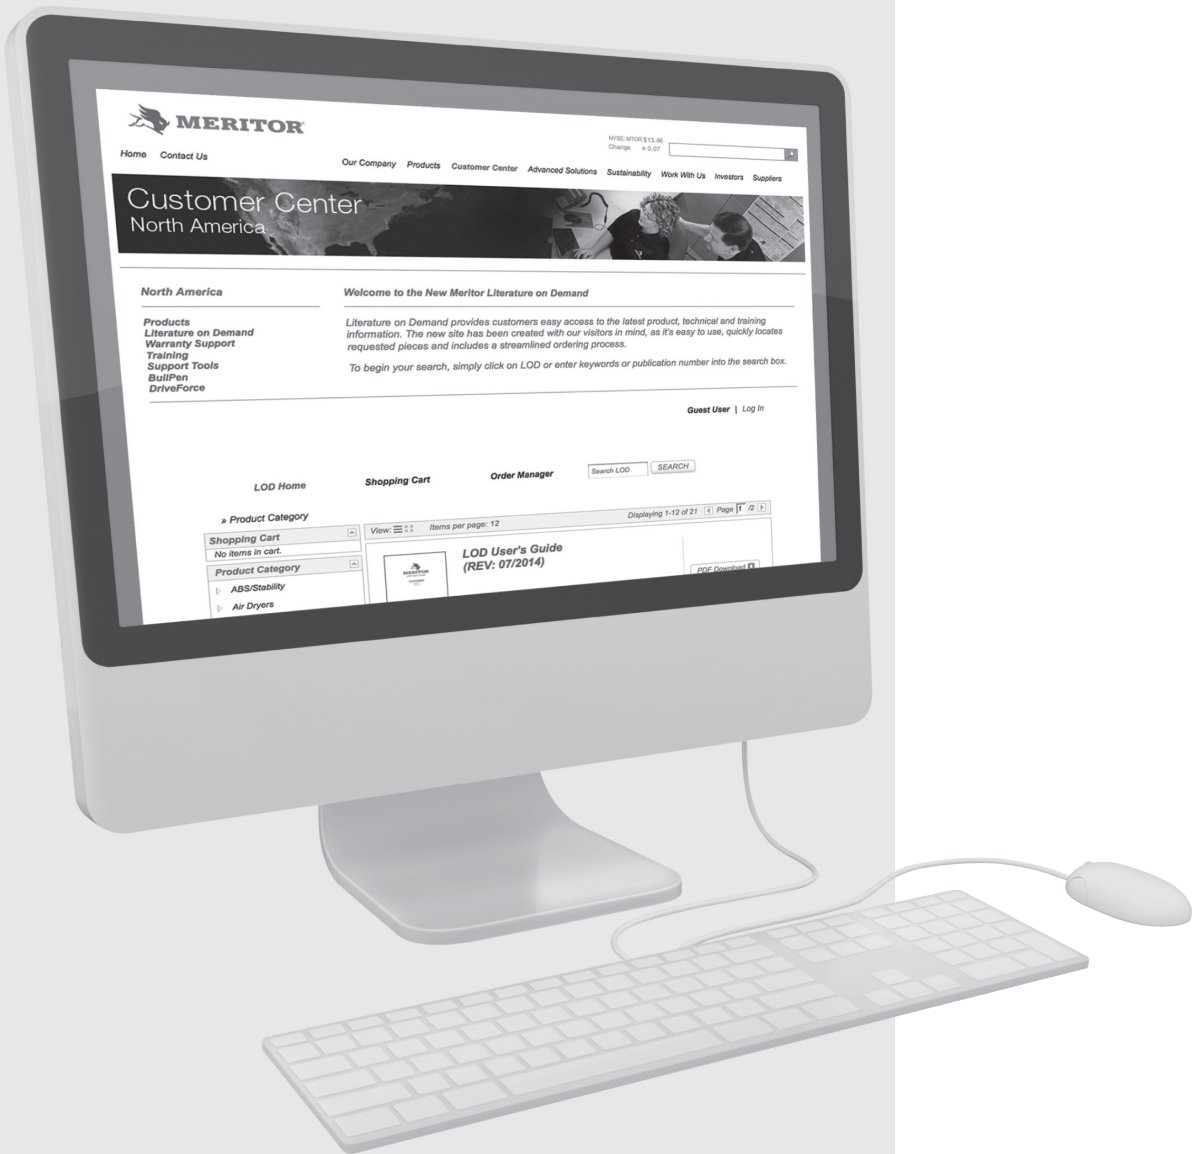 MERITOR
NYSE: MTOR $13.46
Change + 0.07
Home Contact Us
Our Company Products Customer Center Advanced Solutions Sustainability Work With Us Investors Suppliers
Customer Center
North America
North America
Products
Literature on Demand
Warranty Support
Training
Support Tools
BullPen
DriveForce
Welcome to the New Meritor Literature on Demand
Literature on Demand provides customers easy access to the latest product, technical and training
information. The new site has been created with our visitors in mind, as it's easy to use, quickly locates
requested pieces and includes a streamlined ordering process.
To begin your search, simply click on LOD or enter keywords or publication number into the search box.
Guest User | Log In
LOD Home Shopping Cart Order Manager Search LOD SEARCH
» Product Category
Shopping Cart
No items in cart.
Product Category
ABS/Stability
Air Dryers
View: Items per page: 12 Displaying 1-12 of 21 Page 1 /2
MERITOR
LOD User's Guide
(REV: 07/2014)
PDF Download